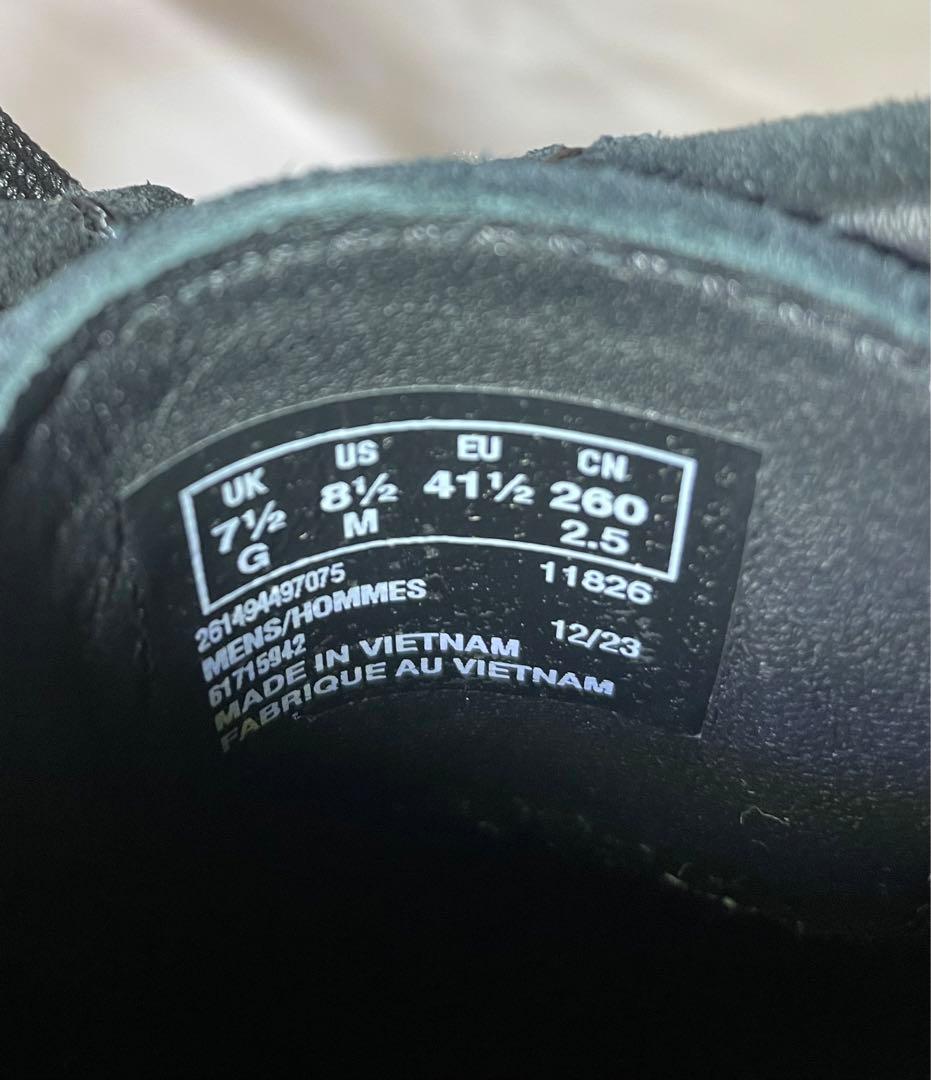 UK US EU CN
7½ 8½ 41½ 260
G M 2.5
261494497075 11826
MENS/HOMMES
61715942 12/23
MADE IN VIETNAM
FABRIQUE AU VIETNAM